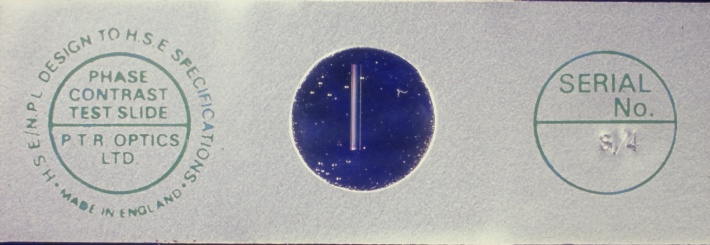 H.S.E/N.P.L. DESIGN TO H.S.E SPECIFICATIONS
PHASE
CONTRAST
TEST SLIDE
P.T.R. OPTICS
LTD.
• MADE IN ENGLAND •
SERIAL
No.
S/4